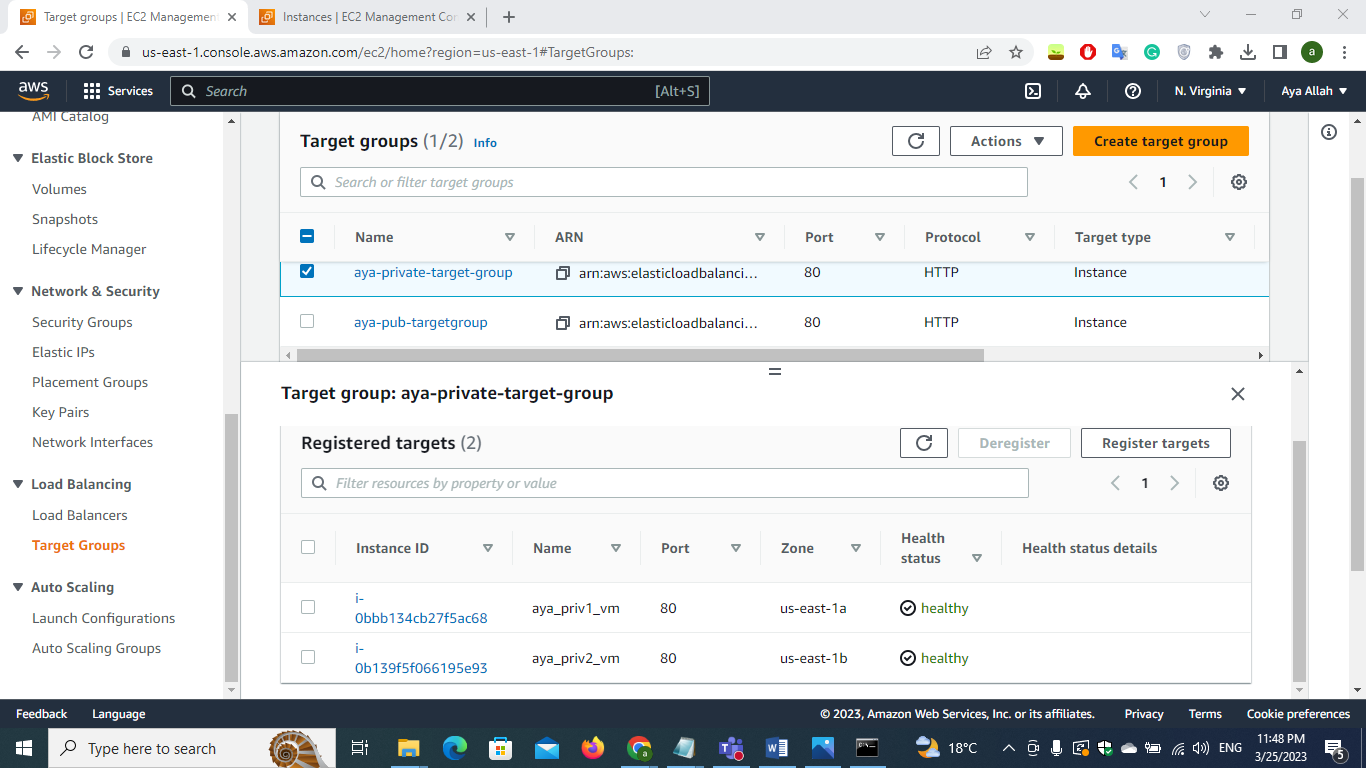 Target groups | EC2 Management
Instances | EC2 Management Con
us-east-1.console.aws.amazon.com/ec2/home?region=us-east-1#TargetGroups:
a
aws
Services
Search
[Alt+S]
N. Virginia
Aya Allah
AMI Catalog
Elastic Block Store
Volumes
Snapshots
Lifecycle Manager
Network & Security
Security Groups
Elastic IPs
Placement Groups
Key Pairs
Network Interfaces
Load Balancing
Load Balancers
Target Groups
Auto Scaling
Launch Configurations
Auto Scaling Groups
Target groups (1/2) Info
Actions
Create target group
Search or filter target groups
1
Name ARN Port Protocol Target type
aya-private-target-group arn:aws:elasticloadbalanci... 80 HTTP Instance
aya-pub-targetgroup arn:aws:elasticloadbalanci... 80 HTTP Instance
Target group: aya-private-target-group
Registered targets (2)
Deregister
Register targets
Filter resources by property or value
1
Instance ID Name Port Zone Health status Health status details
i-
0bbb134cb27f5ac68 aya_priv1_vm 80 us-east-1a healthy
i-
0b139f5f066195e93 aya_priv2_vm 80 us-east-1b healthy
Feedback Language © 2023, Amazon Web Services, Inc. or its affiliates. Privacy Terms Cookie preferences
Type here to search
18°C
ENG
11:48 PM
3/25/2023
5